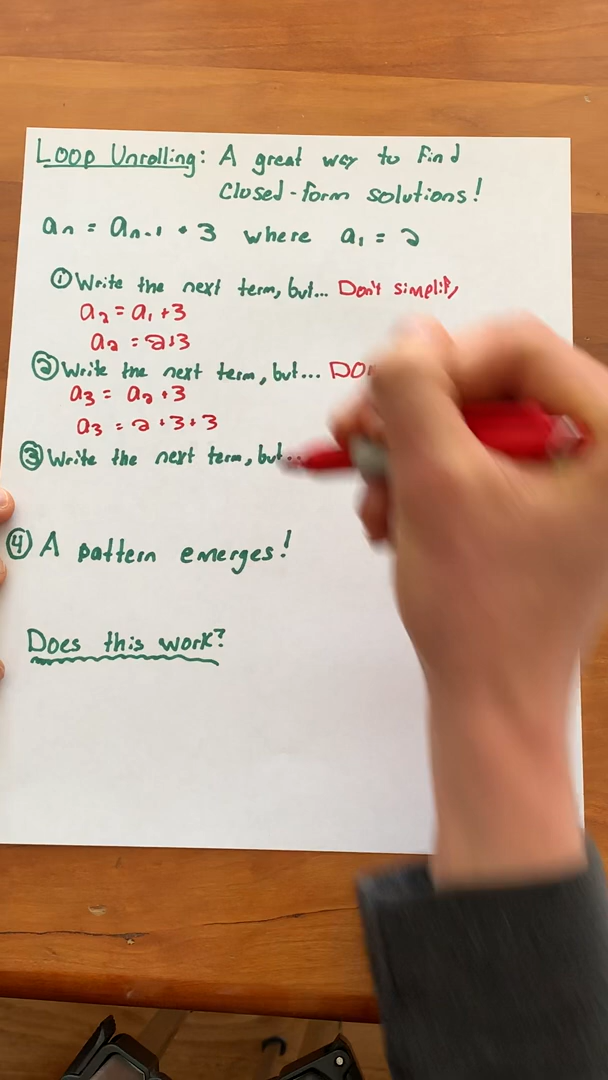 Loop Unrolling: A great way to find
closed-form solutions!
an = an-1 + 3 where a1 = 2
① Write the next term, but... Don't simplify
a2 = a1 + 3
a2 = 2+3
② Write the next term, but...
a3 = a2 + 3
a3 = 2 + 3 + 3
③ Write the next term, but...
④ A pattern emerges!
Does this work?